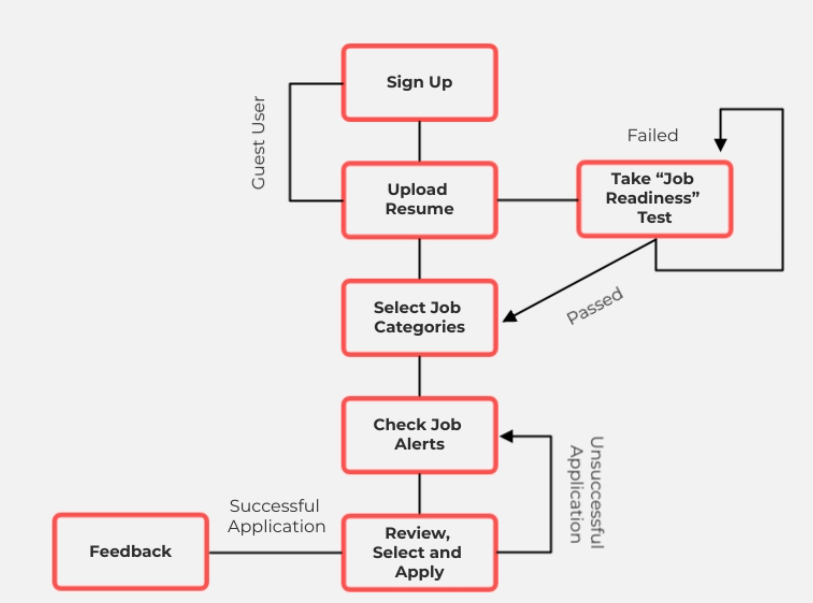 Sign Up
Guest User
Failed
Upload
Resume
Take “Job
Readiness”
Test
Select Job
Categories
Passed
Check Job
Alerts
Unsuccessful
Application
Successful
Application
Feedback
Review,
Select and
Apply